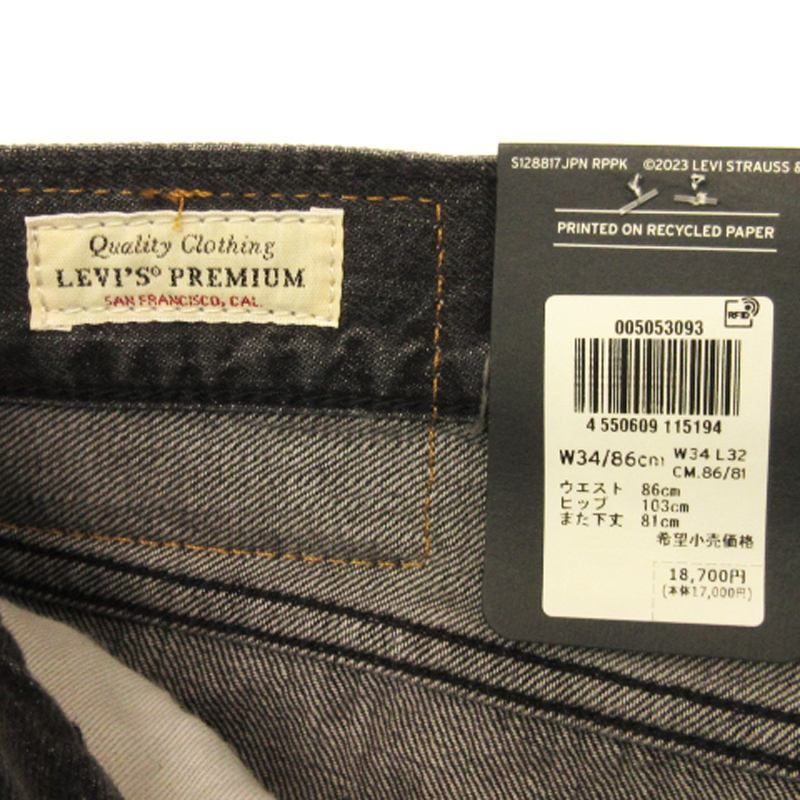 Quality Clothing
LEVI'S® PREMIUM
SAN FRANCISCO, CAL.
S128817JPN RPPK ©2023 LEVI STRAUSS &
PRINTED ON RECYCLED PAPER
RFID
005053093
4 550609 115194
W34/86cm
W34 L32
CM.86/81
ウエスト 86cm
ヒップ 103cm
また下丈 81cm
希望小売価格
18,700円
(本体17,000円)